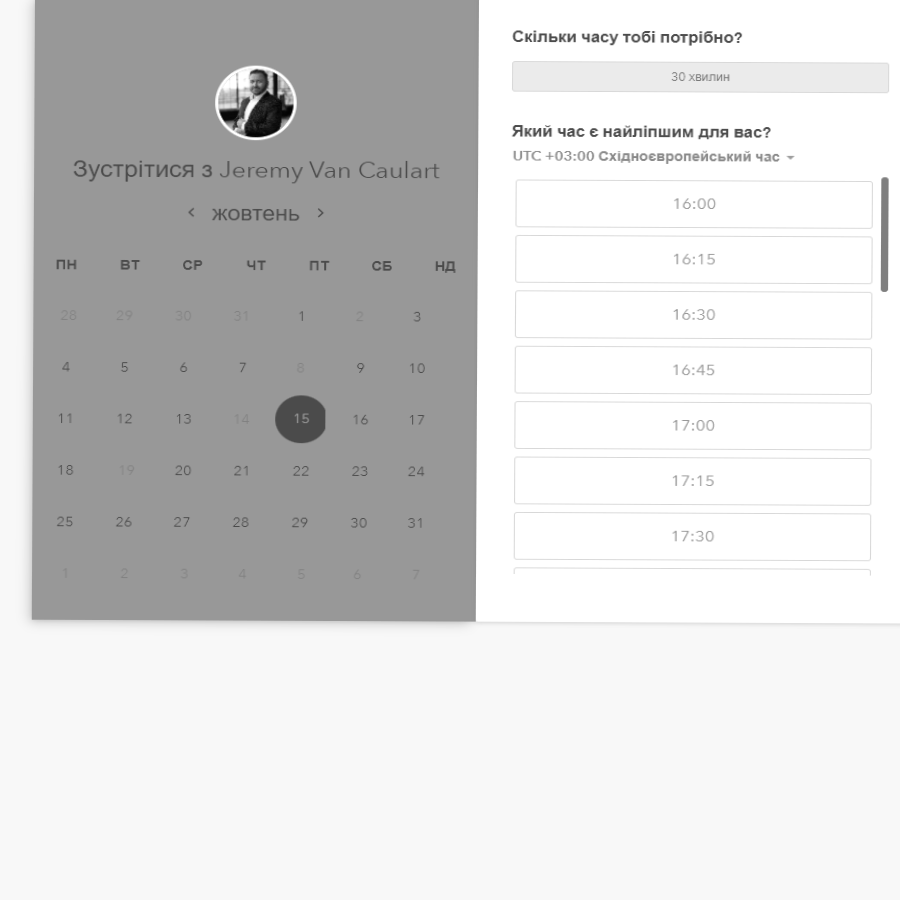 Зустрітися з Jeremy Van Caulart
жовтень
ПН ВТ СР ЧТ ПТ СБ НД
28 29 30 31 1 2 3
4 5 6 7 8 9 10
11 12 13 14 15 16 17
18 19 20 21 22 23 24
25 26 27 28 29 30 31
1 2 3 4 5 6 7
Скільки часу тобі потрібно?
30 хвилин
Який час є найліпшим для вас?
UTC +03:00 Східноєвропейський час
16:00
16:15
16:30
16:45
17:00
17:15
17:30